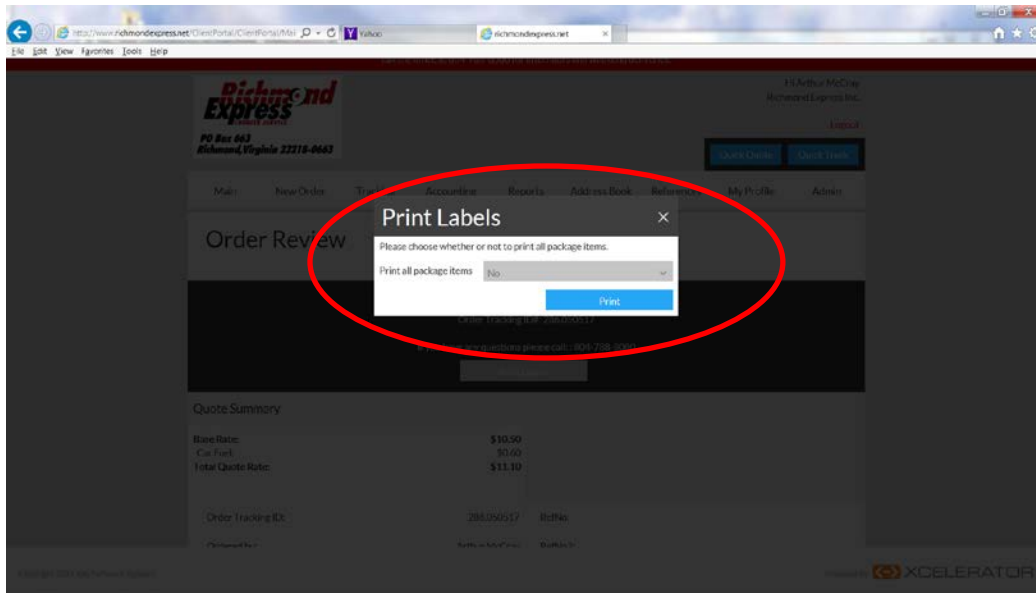 http://www.richmondexpress.net/ClientPortal/ClientPortal/Mai
Yahoo
richmondexpress.net
File Edit View Favorites Tools Help
Richmond
Express
PO Box 663
Richmond, Virginia 23218-0663
Hi Arthur McCray
Richmond Express Inc.
Logout
Quick Quote Quick Track
Main New Order Accounting Reports Address Book My Profile Admin
Order Review
Print Labels
Please choose whether or not to print all package items.
Print all package items No
Print
Order Tracking ID#: 288.050517
If you have any questions please call: 804-788-8080
Quote Summary
Base Rate: $10.50
Car Fuel: $0.60
Total Quote Rate: $11.10
Order Tracking ID: 288.050517 RefNo:
Ordered by: Arthur McCray
XCELERATOR